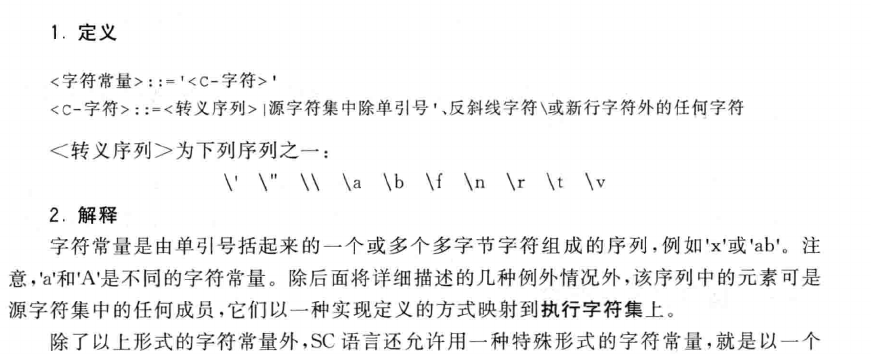 1. 定义
<字符常量>::='<C-字符>'
<C-字符>::=<转义序列>|源字符集中除单引号'、反斜线字符\或新行字符外的任何字符
<转义序列>为下列序列之一:
\' \" \\ \a \b \f \n \r \t \v
2. 解释
字符常量是由单引号括起来的一个或多个多字节字符组成的序列,例如'x'或'ab'。注
意,'a'和'A'是不同的字符常量。除后面将详细描述的几种例外情况外,该序列中的元素可是
源字符集中的任何成员,它们以一种实现定义的方式映射到执行字符集上。
除了以上形式的字符常量外,SC 语言还允许用一种特殊形式的字符常量,就是以一个